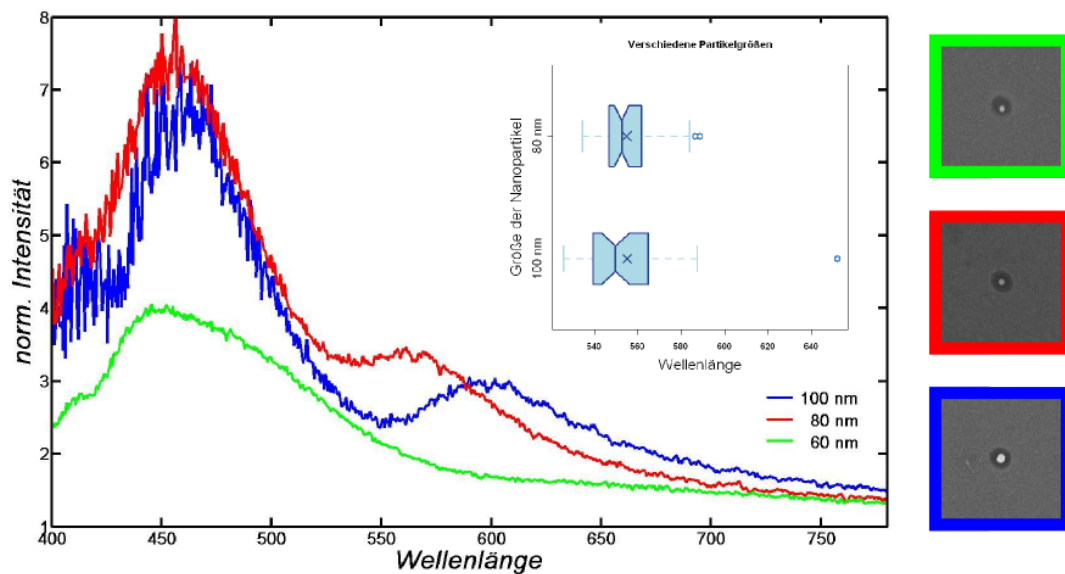 8
7
6
5
4
3
2
1
norm. Intensität
400
450
500
550
600
650
700
750
Wellenlänge
Verschiedene Partikelgrößen
Größe der Nanopartikel
80 nm
100 nm
540
560
580
600
620
640
Wellenlänge
100 nm
80 nm
60 nm